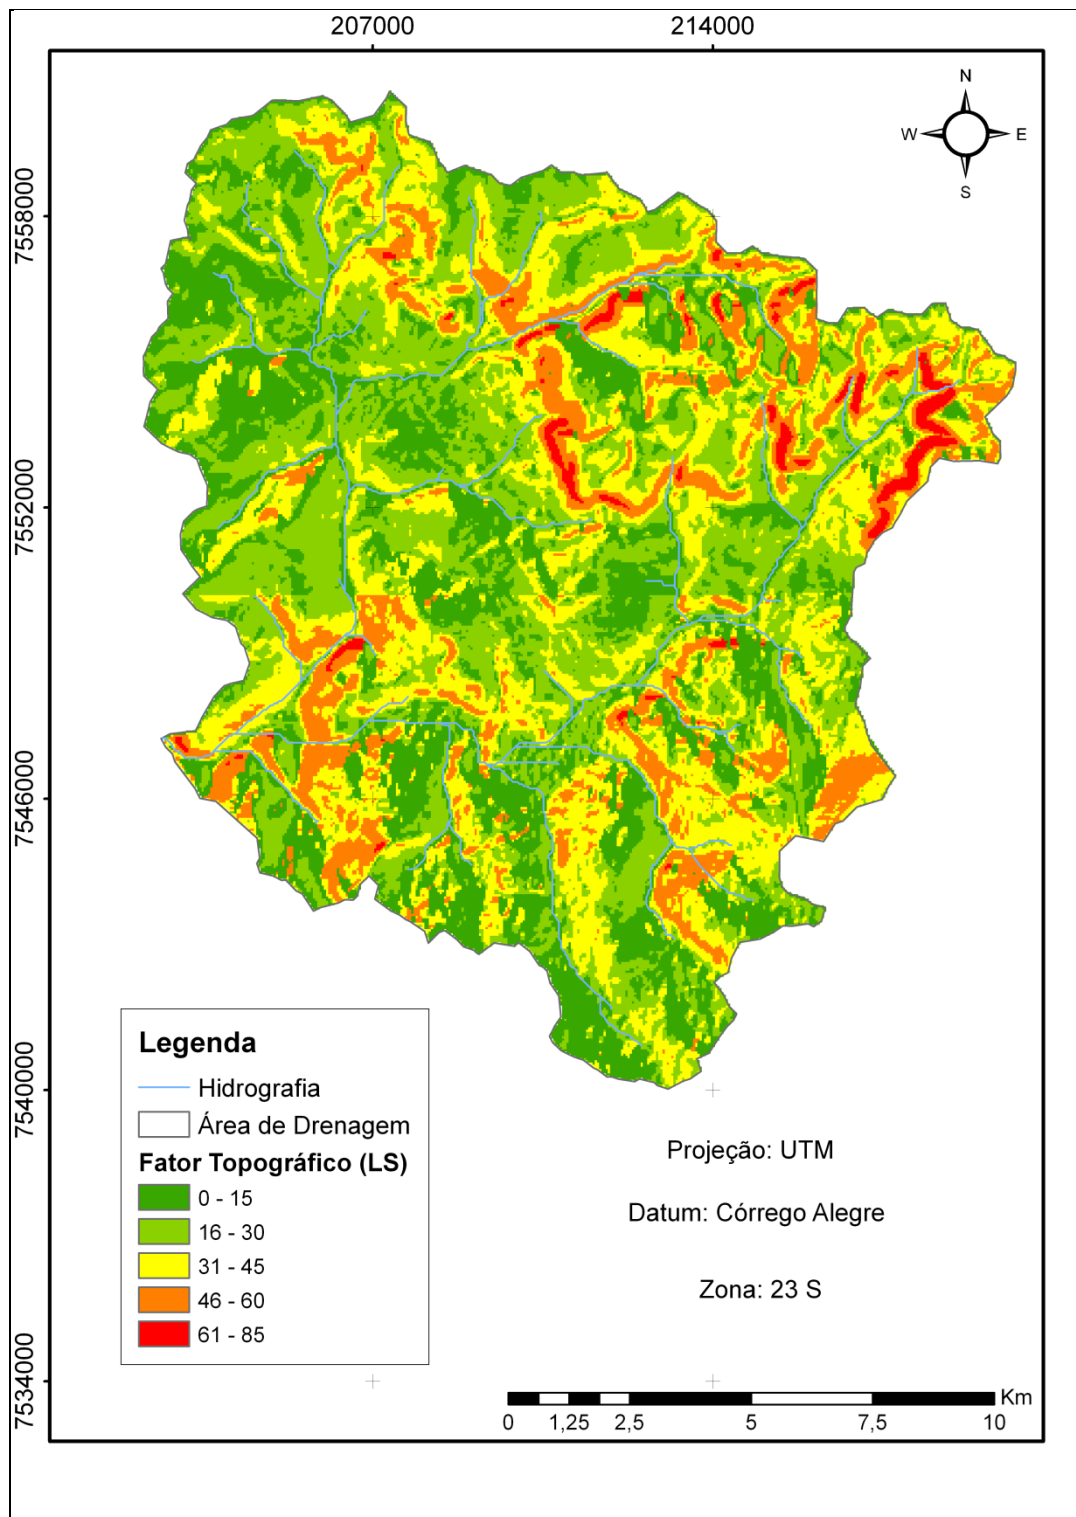 207000 214000
N
W E
S
7558000
7552000
7546000
7540000
7534000
Legenda
Hidrografia
Área de Drenagem
Fator Topográfico (LS)
0 - 15
16 - 30
31 - 45
46 - 60
61 - 85
Projeção: UTM
Datum: Córrego Alegre
Zona: 23 S
Km
0 1,25 2,5 5 7,5 10